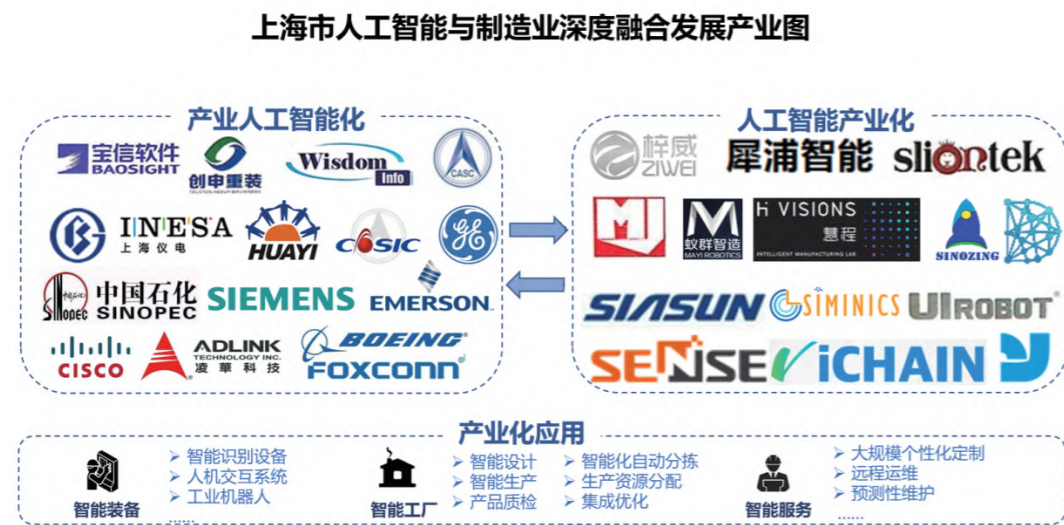 上海市人工智能与制造业深度融合发展产业图
产业人工智能化
宝信软件
BAOSIGHT
创申重装
Wisdom
Info
CASC
INESA
上海仪电
HUAYI
CASIC
GE
SINOPEC
中国石化
SINOPEC
SIEMENS
EMERSON
CISCO
ADLINK
TECHNOLOGY INC.
凌華科技
BOEING
FOXCONN
人工智能产业化
梓威
ZIWEI
犀浦智能
sliontek
蚁群智造
MAYI ROBOTICS
H VISIONS
慧程
INTELLIGENT MANUFACTURING LAB
SINOZING
SIASUN
SIMINICS
UIROBOT
SENSE
ViCHAIN
产业化应用
智能装备
➢ 智能识别设备
➢ 人机交互系统
➢ 工业机器人
......
智能工厂
➢ 智能设计
➢ 智能生产
➢ 产品质检
➢ 智能化自动分拣
➢ 生产资源分配
➢ 集成优化
智能服务
➢ 大规模个性化定制
➢ 远程运维
➢ 预测性维护
......